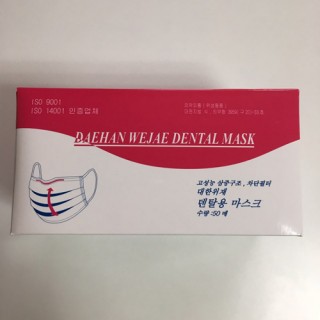 ISO 9001
ISO 14001 인증업체
DAEHAN WEJAE DENTAL MASK
고성능 삼중구조, 차단필터
대한위재
덴탈용 마스크
수량:50 매